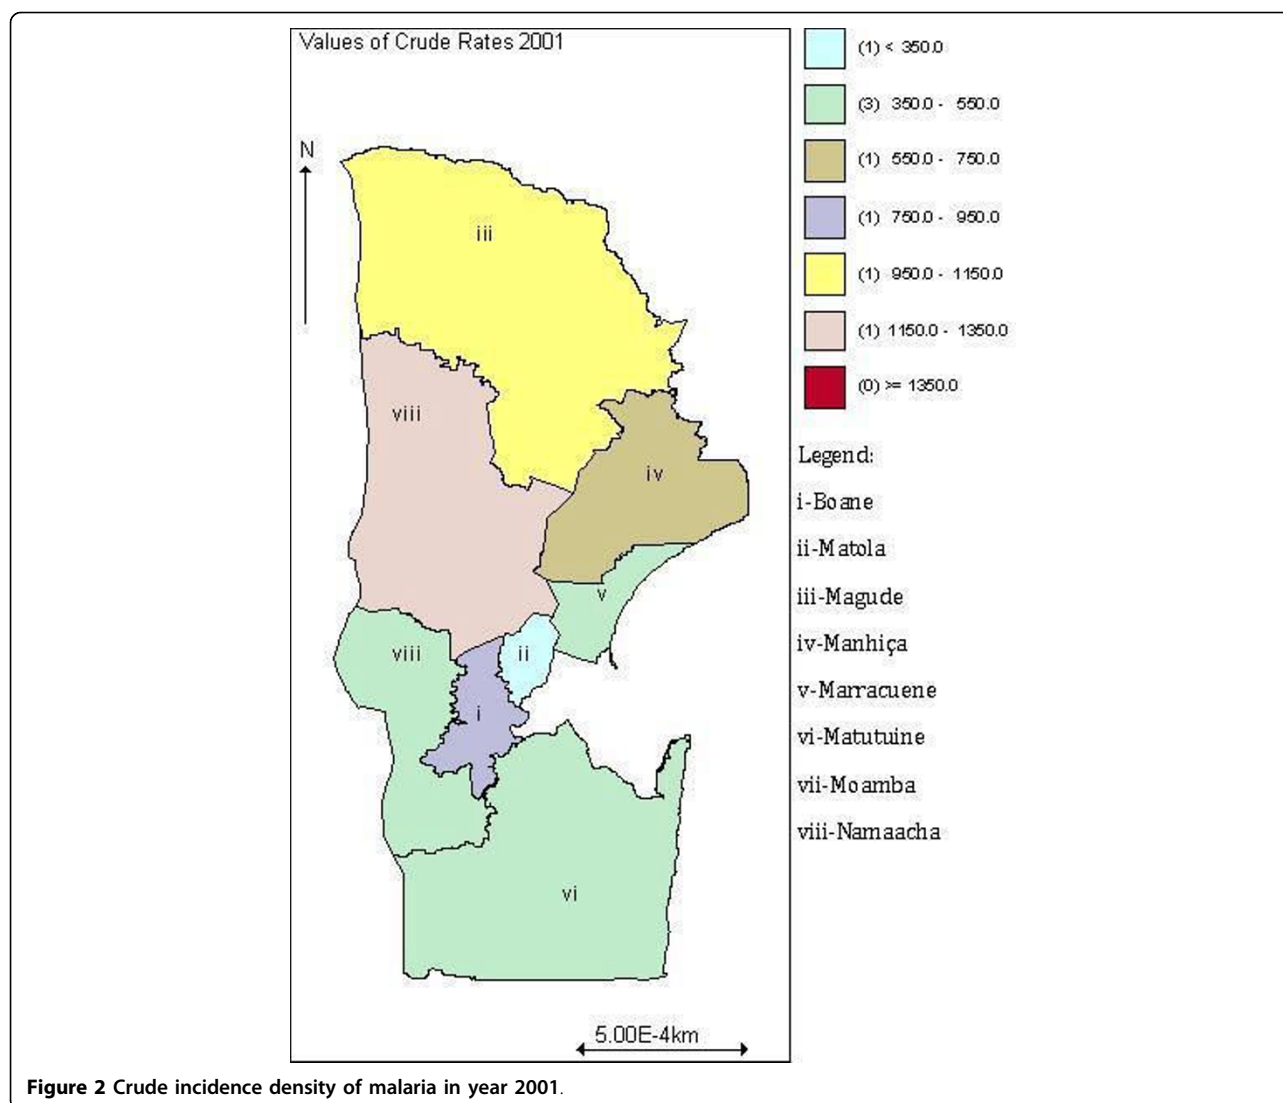 Values of Crude Rates 2001
N
iii
viii
iv
v
viii
ii
i
vi
5.00E-4km
(1) < 350.0
(3) 350.0 - 550.0
(1) 550.0 - 750.0
(1) 750.0 - 950.0
(1) 950.0 - 1150.0
(1) 1150.0 - 1350.0
(0) >= 1350.0
Legend:
i-Boane
ii-Matola
iii-Magude
iv-Manhiça
v-Marracuene
vi-Matutuine
vii-Moamba
viii-Namaacha
Figure 2 Crude incidence density of malaria in year 2001.